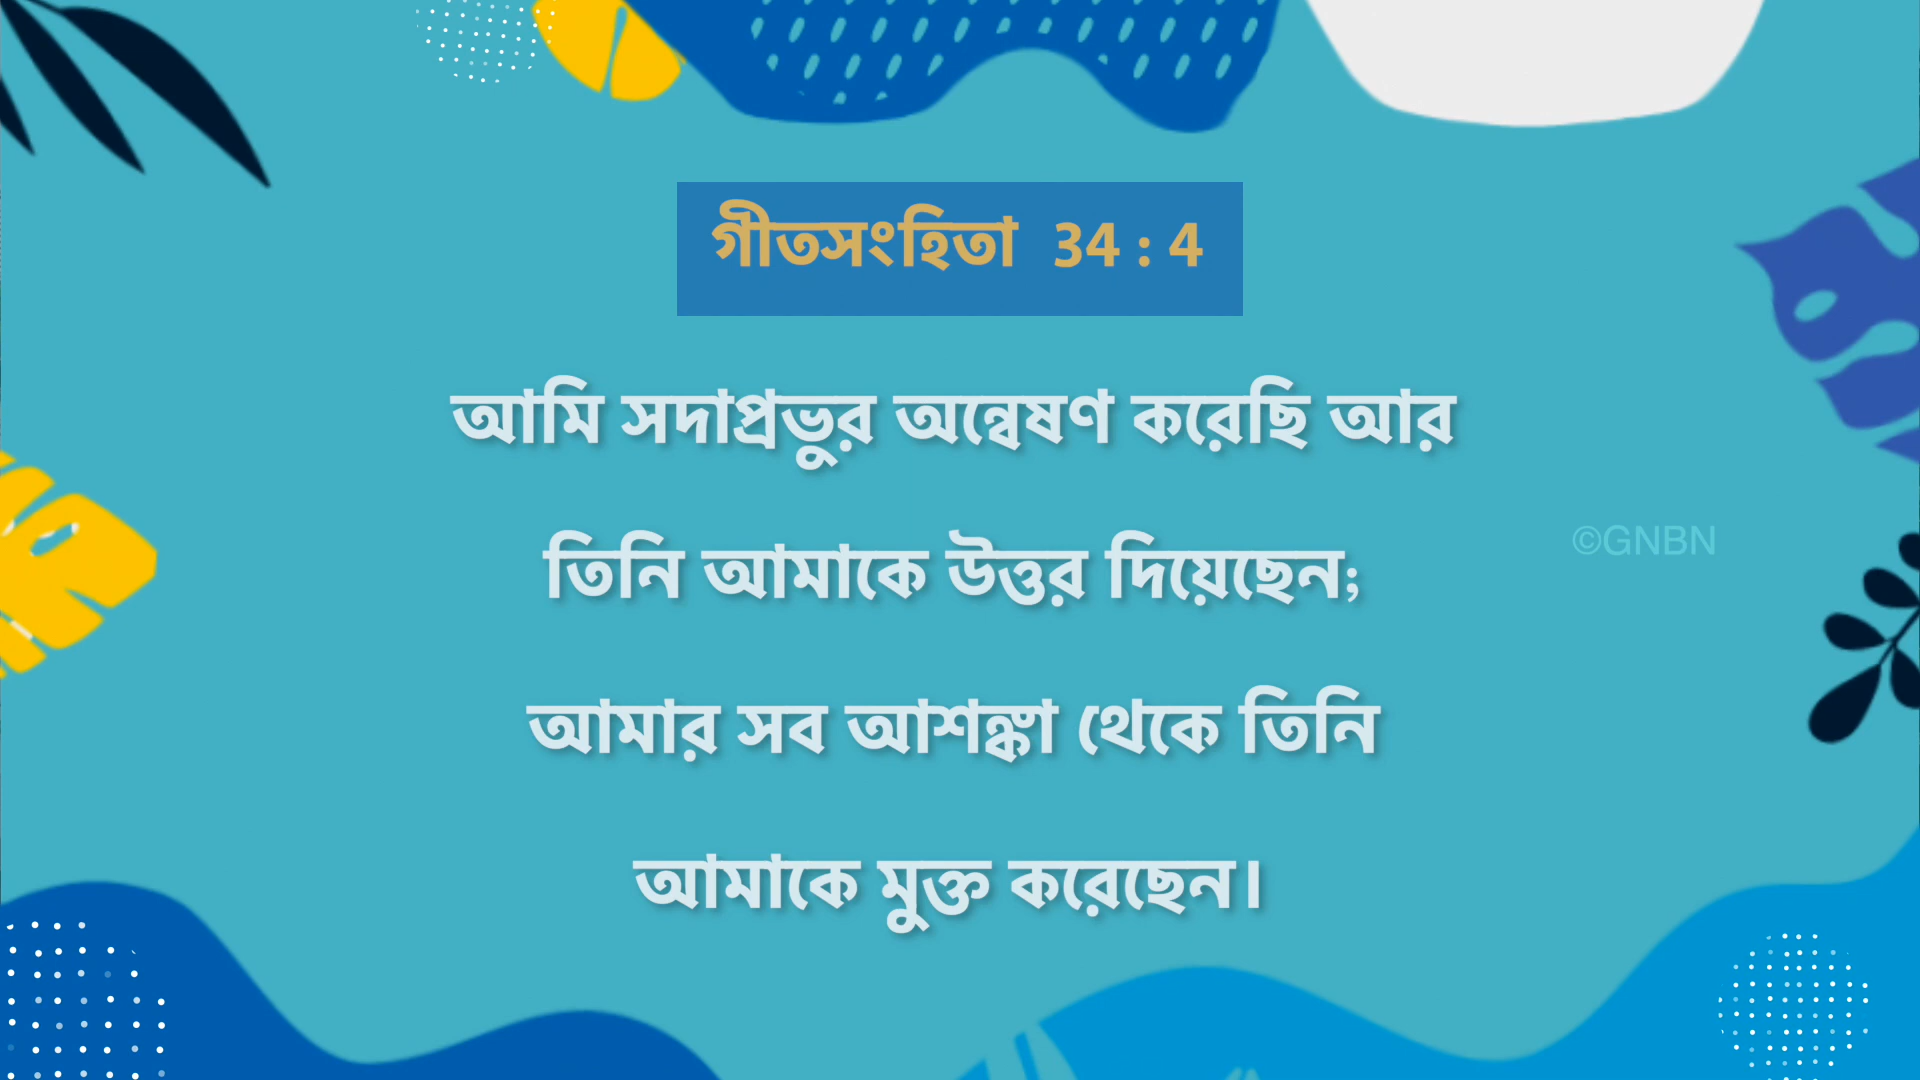 গীতসংহিতা 34 : 4
আমি সদাপ্রভুর অন্বেষণ করেছি আর
তিনি আমাকে উত্তর দিয়েছেন;
©GNBN
আমার সব আশঙ্কা থেকে তিনি
আমাকে মুক্ত করেছেন।